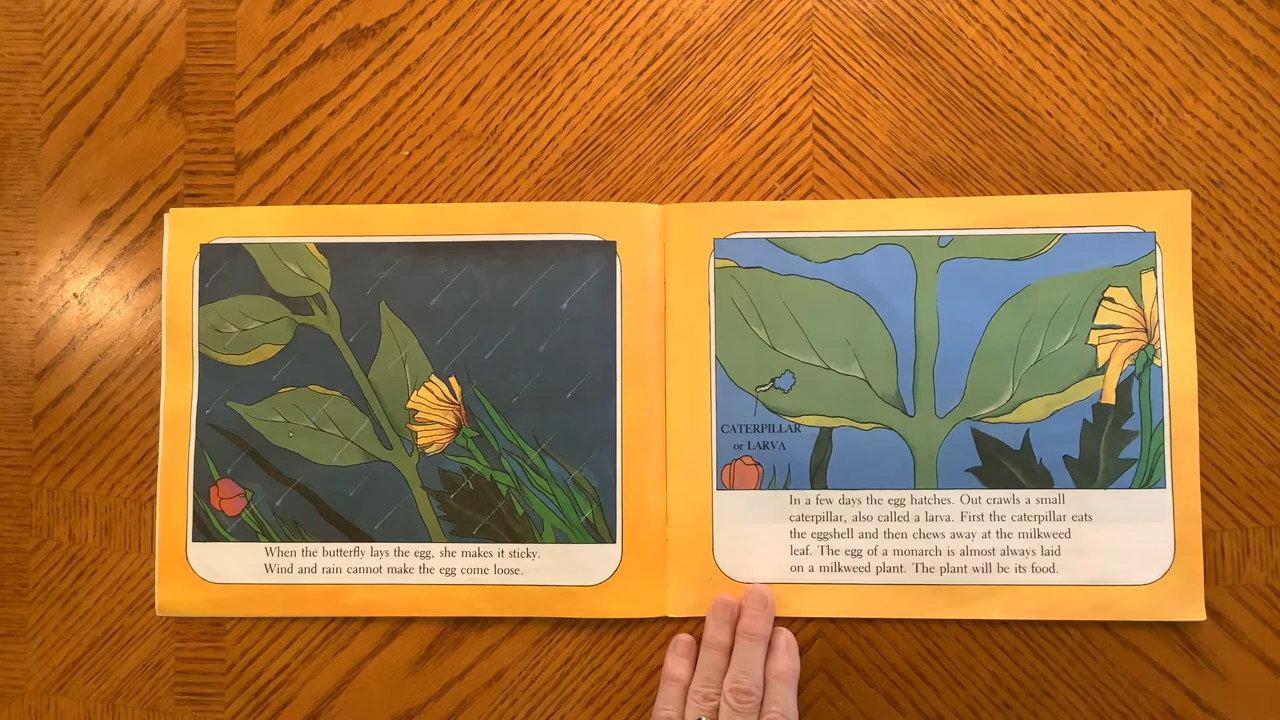 When the butterfly lays the egg, she makes it sticky.
Wind and rain cannot make the egg come loose.
CATERPILLAR
or LARVA
In a few days the egg hatches. Out crawls a small
caterpillar, also called a larva. First the caterpillar eats
the eggshell and then chews away at the milkweed
leaf. The egg of a monarch is almost always laid
on a milkweed plant. The plant will be its food.